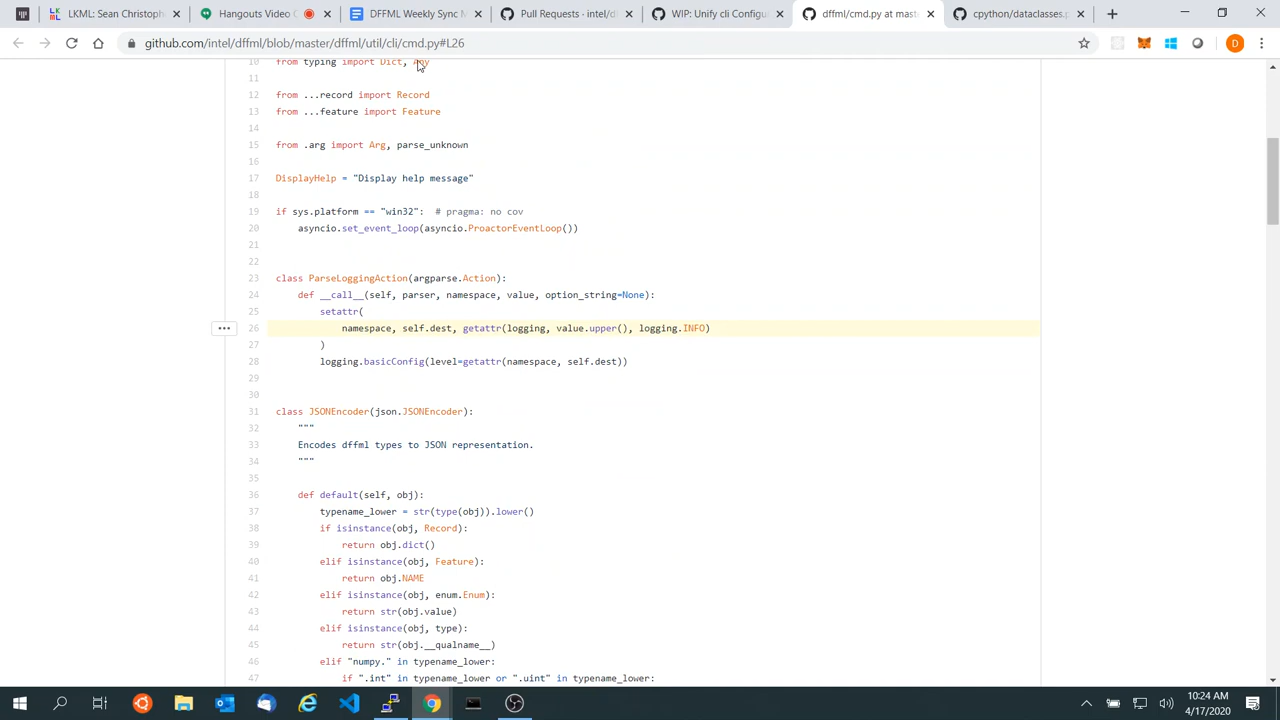 LKML: Sean Christoph
Hangouts Video C
DFFML Weekly Sync M
Pull Requests · intel/d
WIP: Unify cli Configur
dffml/cmd.py at maste
cpython/dataclasses.p
github.com/intel/dffml/blob/master/dffml/util/cli/cmd.py#L26
D
10 from typing import Dict, Any
11
12 from ...record import Record
13 from ...feature import Feature
14
15 from .arg import Arg, parse_unknown
16
17 DisplayHelp = "Display help message"
18
19 if sys.platform == "win32":  # pragma: no cov
20     asyncio.set_event_loop(asyncio.ProactorEventLoop())
21
22
23 class ParseLoggingAction(argparse.Action):
24     def __call__(self, parser, namespace, value, option_string=None):
25         setattr(
26             namespace, self.dest, getattr(logging, value.upper(), logging.INFO)
27         )
28         logging.basicConfig(level=getattr(namespace, self.dest))
29
30
31 class JSONEncoder(json.JSONEncoder):
32     """
33     Encodes dffml types to JSON representation.
34     """
35
36     def default(self, obj):
37         typename_lower = str(type(obj)).lower()
38         if isinstance(obj, Record):
39             return obj.dict()
40         elif isinstance(obj, Feature):
41             return obj.NAME
42         elif isinstance(obj, enum.Enum):
43             return str(obj.value)
44         elif isinstance(obj, type):
45             return str(obj.__qualname__)
46         elif "numpy." in typename_lower:
47             if ".int" in typename_lower or ".uint" in typename_lower:
10:24 AM
4/17/2020